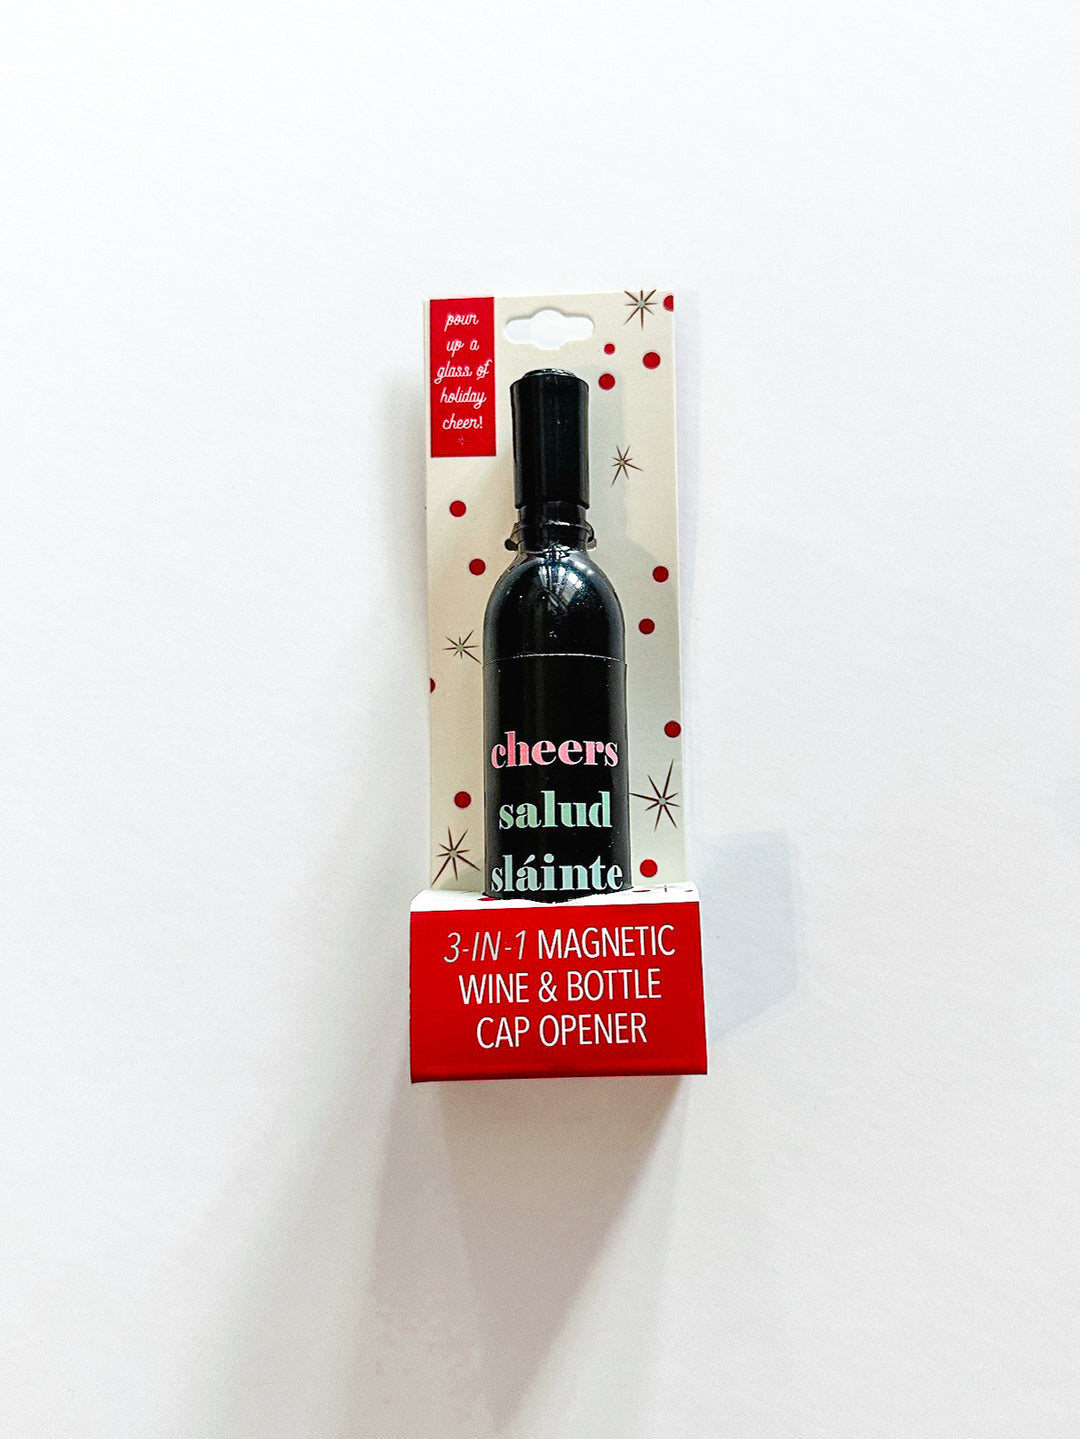 pour
up a
glass of
holiday
cheer!
cheers
salud
sláinte
3-IN-1 MAGNETIC
WINE & BOTTLE
CAP OPENER